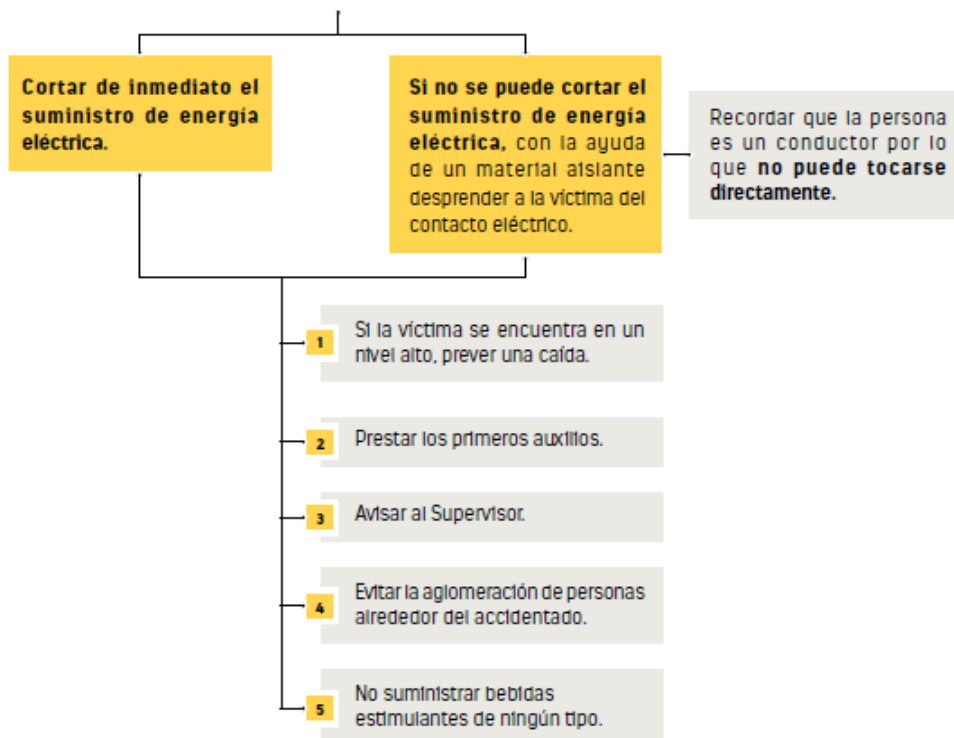 Cortar de inmediato el
suministro de energía
eléctrica.
Si no se puede cortar el
suministro de energía
eléctrica, con la ayuda
de un material aislante
desprender a la víctima del
contacto eléctrico.
Recordar que la persona
es un conductor por lo
que no puede tocarse
directamente.
1
Si la víctima se encuentra en un
nivel alto, prever una caída.
2
Prestar los primeros auxilios.
3
Avisar al Supervisor.
4
Evitar la aglomeración de personas
alrededor del accidentado.
5
No suministrar bebidas
estimulantes de ningún tipo.